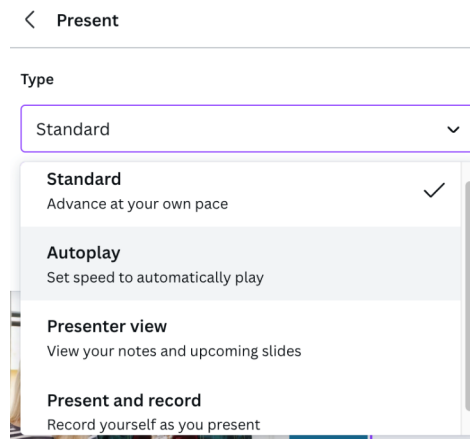 Present
Type
Standard
Standard
Advance at your own pace
Autoplay
Set speed to automatically play
Presenter view
View your notes and upcoming slides
Present and record
Record yourself as you present